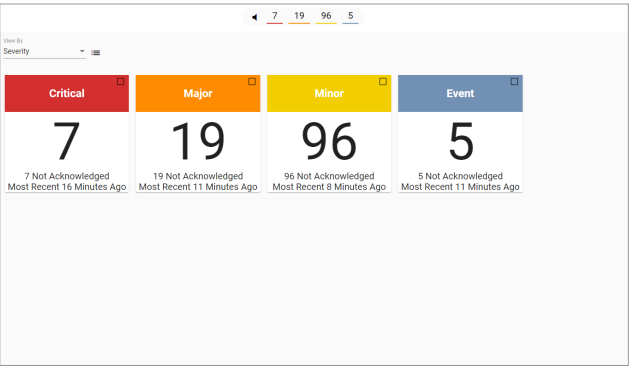 7 19 96 5
View By
Severity
Critical
7
7 Not Acknowledged
Most Recent 16 Minutes Ago
Major
19
19 Not Acknowledged
Most Recent 11 Minutes Ago
Minor
96
96 Not Acknowledged
Most Recent 8 Minutes Ago
Event
5
5 Not Acknowledged
Most Recent 11 Minutes Ago